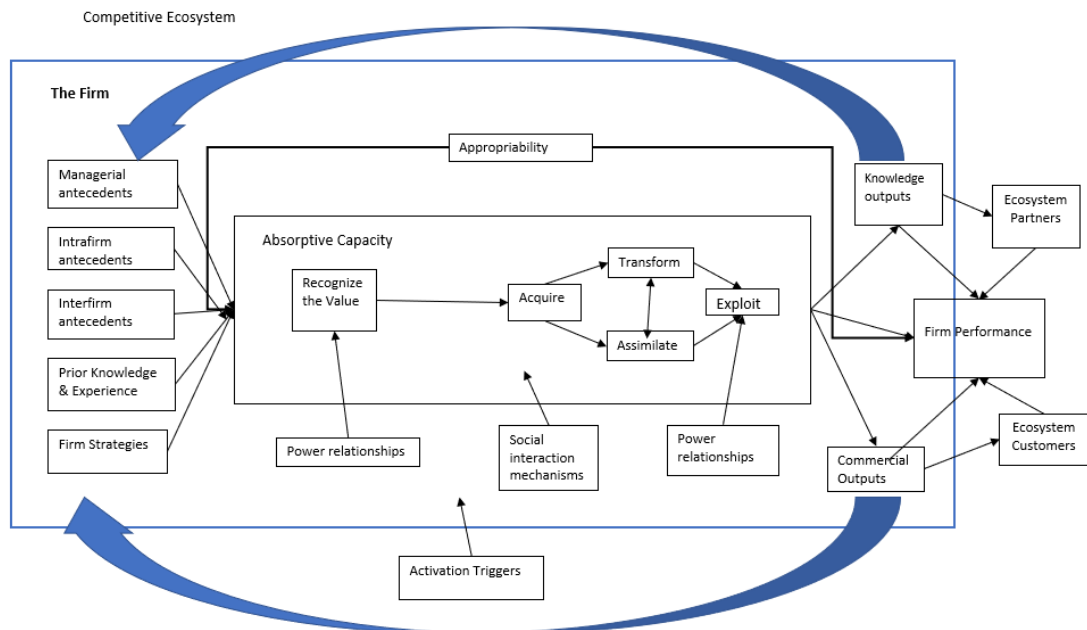 Competitive Ecosystem
The Firm
Appropriability
Managerial
antecedents
Knowledge
outputs
Ecosystem
Partners
Intrafirm
antecedents
Absorptive Capacity
Recognize
the Value
Transform
Acquire
Exploit
Assimilate
Interfirm
antecedents
Firm Performance
Prior Knowledge
& Experience
Firm Strategies
Power relationships
Social
interaction
mechanisms
Power
relationships
Commercial
Outputs
Ecosystem
Customers
Activation Triggers